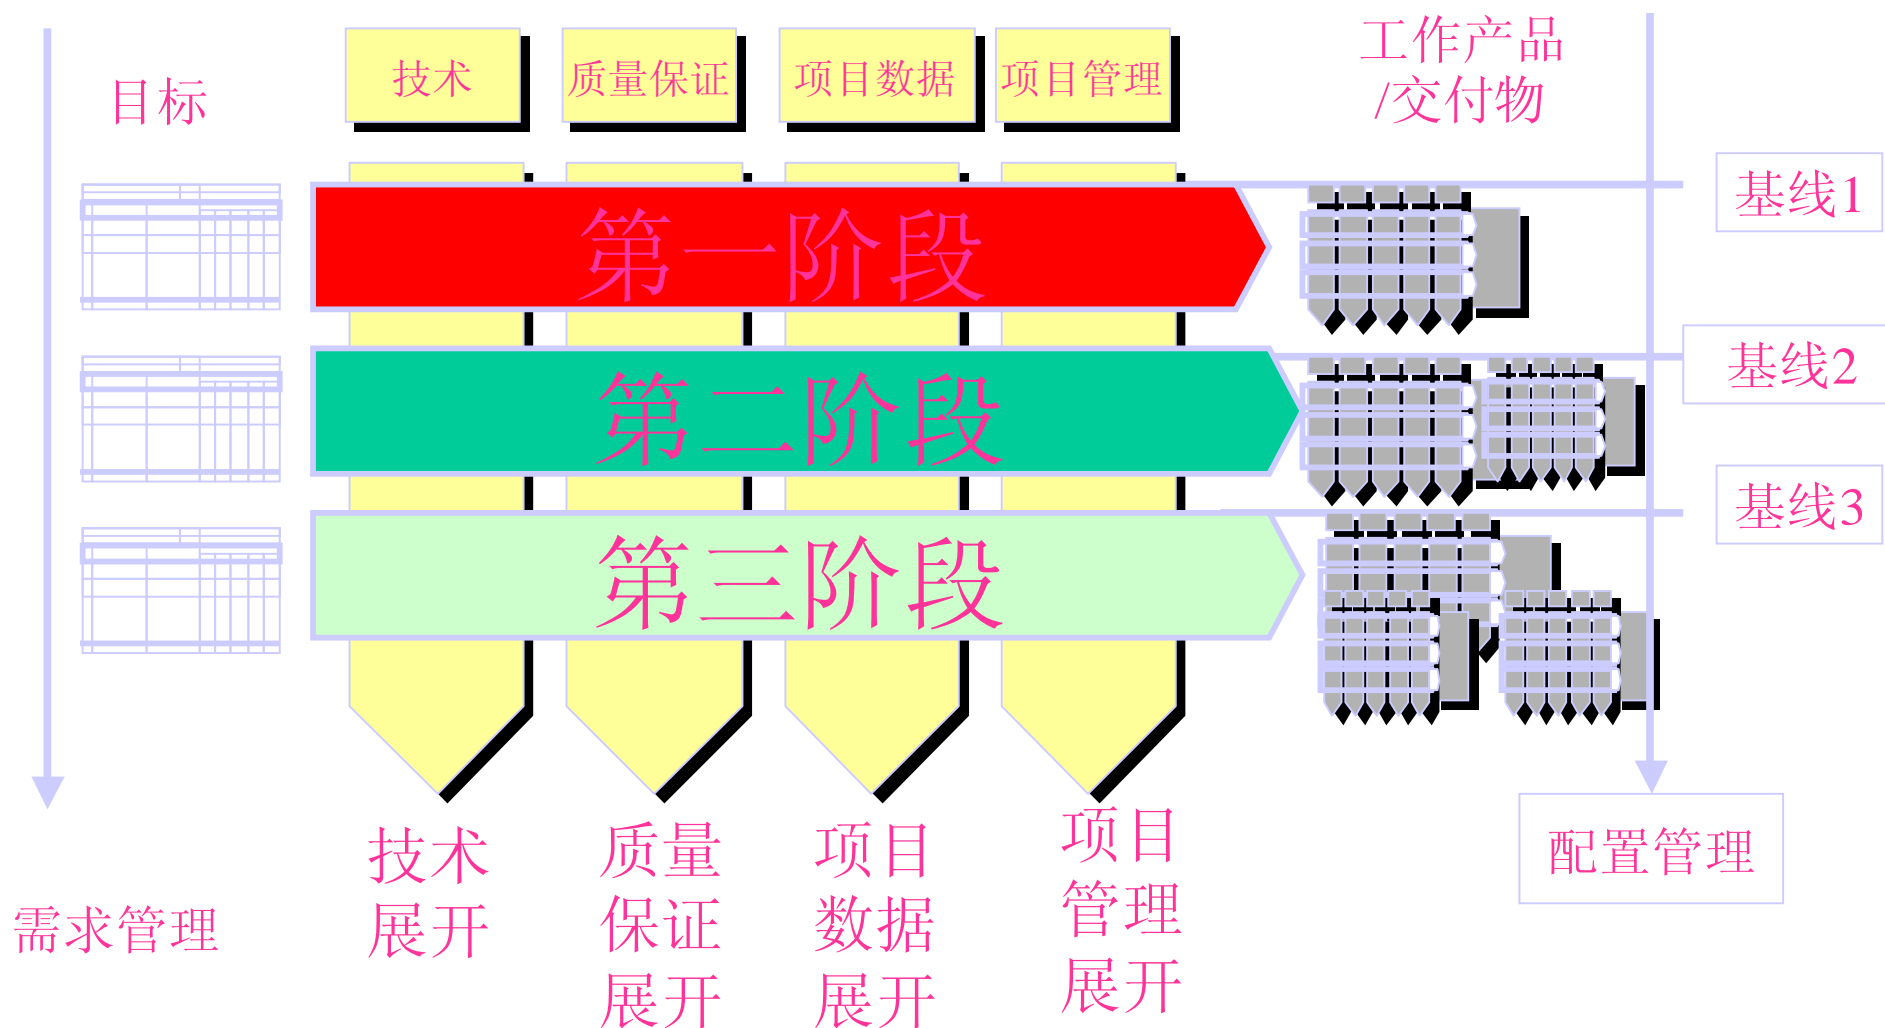 目标
技术
质量保证
项目数据
项目管理
工作产品
/交付物
第一阶段
基线1
第二阶段
基线2
第三阶段
基线3
需求管理
技术
展开
质量
保证
展开
项目
数据
展开
项目
管理
展开
配置管理